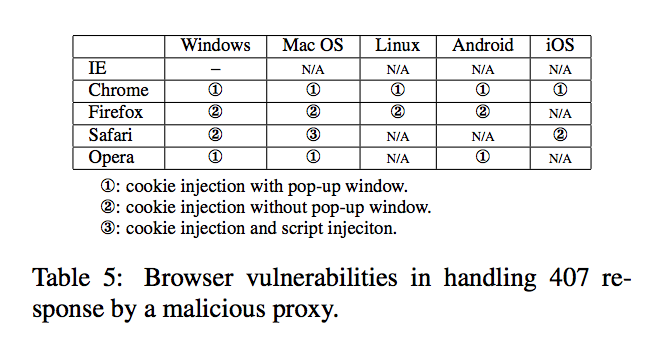 Windows Mac OS Linux Android iOS
IE – N/A N/A N/A N/A
Chrome ① ① ① ① ①
Firefox ② ② ② ② N/A
Safari ② ③ N/A N/A ②
Opera ① ① N/A ① N/A
①: cookie injection with pop-up window.
②: cookie injection without pop-up window.
③: cookie injection and script injeciton.
Table 5: Browser vulnerabilities in handling 407 re-
sponse by a malicious proxy.